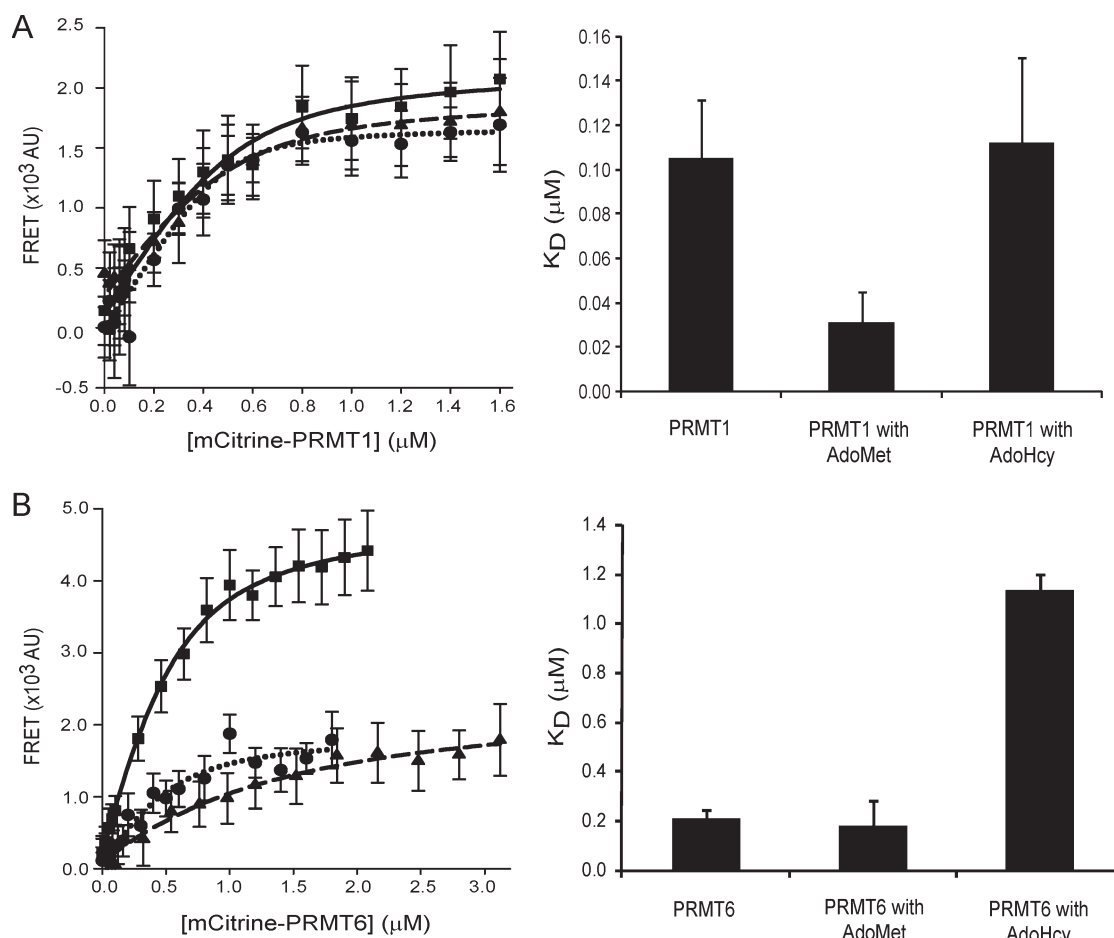 A
2.5
2.0
1.5
1.0
0.5
0.0
-0.5
FRET (x10³ AU)
0.0 0.2 0.4 0.6 0.8 1.0 1.2 1.4 1.6
[mCitrine-PRMT1] (µM)
0.16
0.14
0.12
0.10
0.08
0.06
0.04
0.02
0.00
KD (µM)
PRMT1
PRMT1 with
AdoMet
PRMT1 with
AdoHcy
B
5.0
4.0
3.0
2.0
1.0
0.0
FRET (x10³ AU)
0.0 0.5 1.0 1.5 2.0 2.5 3.0
[mCitrine-PRMT6] (µM)
1.4
1.2
1.0
0.8
0.6
0.4
0.2
0.0
KD (µM)
PRMT6
PRMT6 with
AdoMet
PRMT6 with
AdoHcy